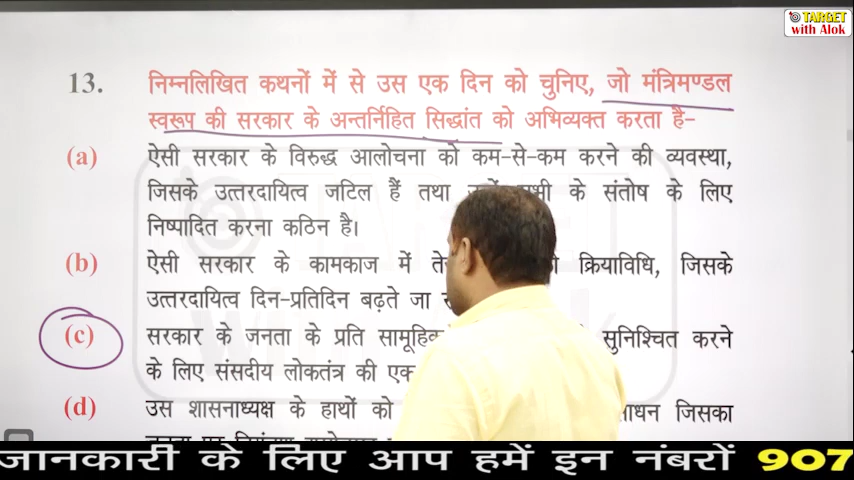 TARGET
with Alok
13. निम्नलिखित कथनों में से उस एक दिन को चुनिए, जो मंत्रिमण्डल
स्वरूप की सरकार के अन्तर्निहित सिद्धांत को अभिव्यक्त करता है-
(a) ऐसी सरकार के विरुद्ध आलोचना को कम-से-कम करने की व्यवस्था,
जिसके उत्तरदायित्व जटिल हैं तथा के संतोष के लिए
निष्पादित करना कठिन है।
(b) ऐसी सरकार के कामकाज में क्रियाविधि, जिसके
उत्तरदायित्व दिन-प्रतिदिन बढ़ते जा
(c) सरकार के जनता के प्रति सामूहिक सुनिश्चित करने
के लिए संसदीय लोकतंत्र की एक
(d) उस शासनाध्यक्ष के हाथों को जिसका
जानकारी के लिए आप हमें इन नंबरों 907